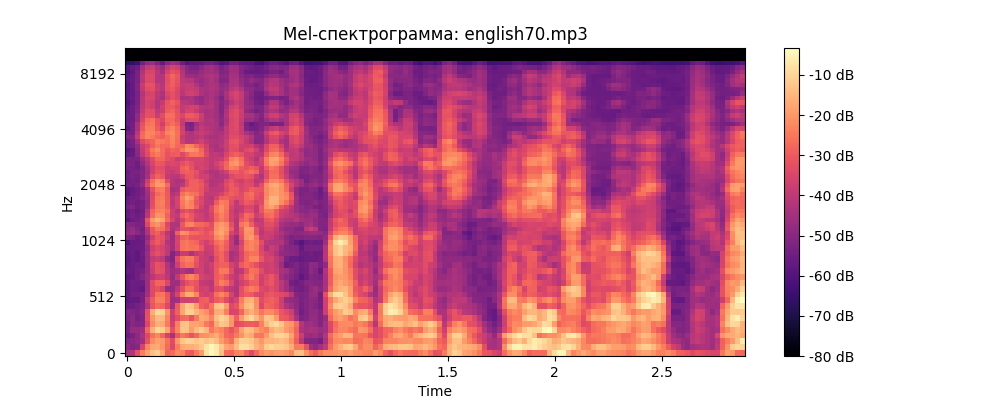 Mel-спектрограмма: english70.mp3
8192
4096
2048
1024
512
0
Hz
0 0.5 1 1.5 2 2.5
Time
-10 dB
-20 dB
-30 dB
-40 dB
-50 dB
-60 dB
-70 dB
-80 dB